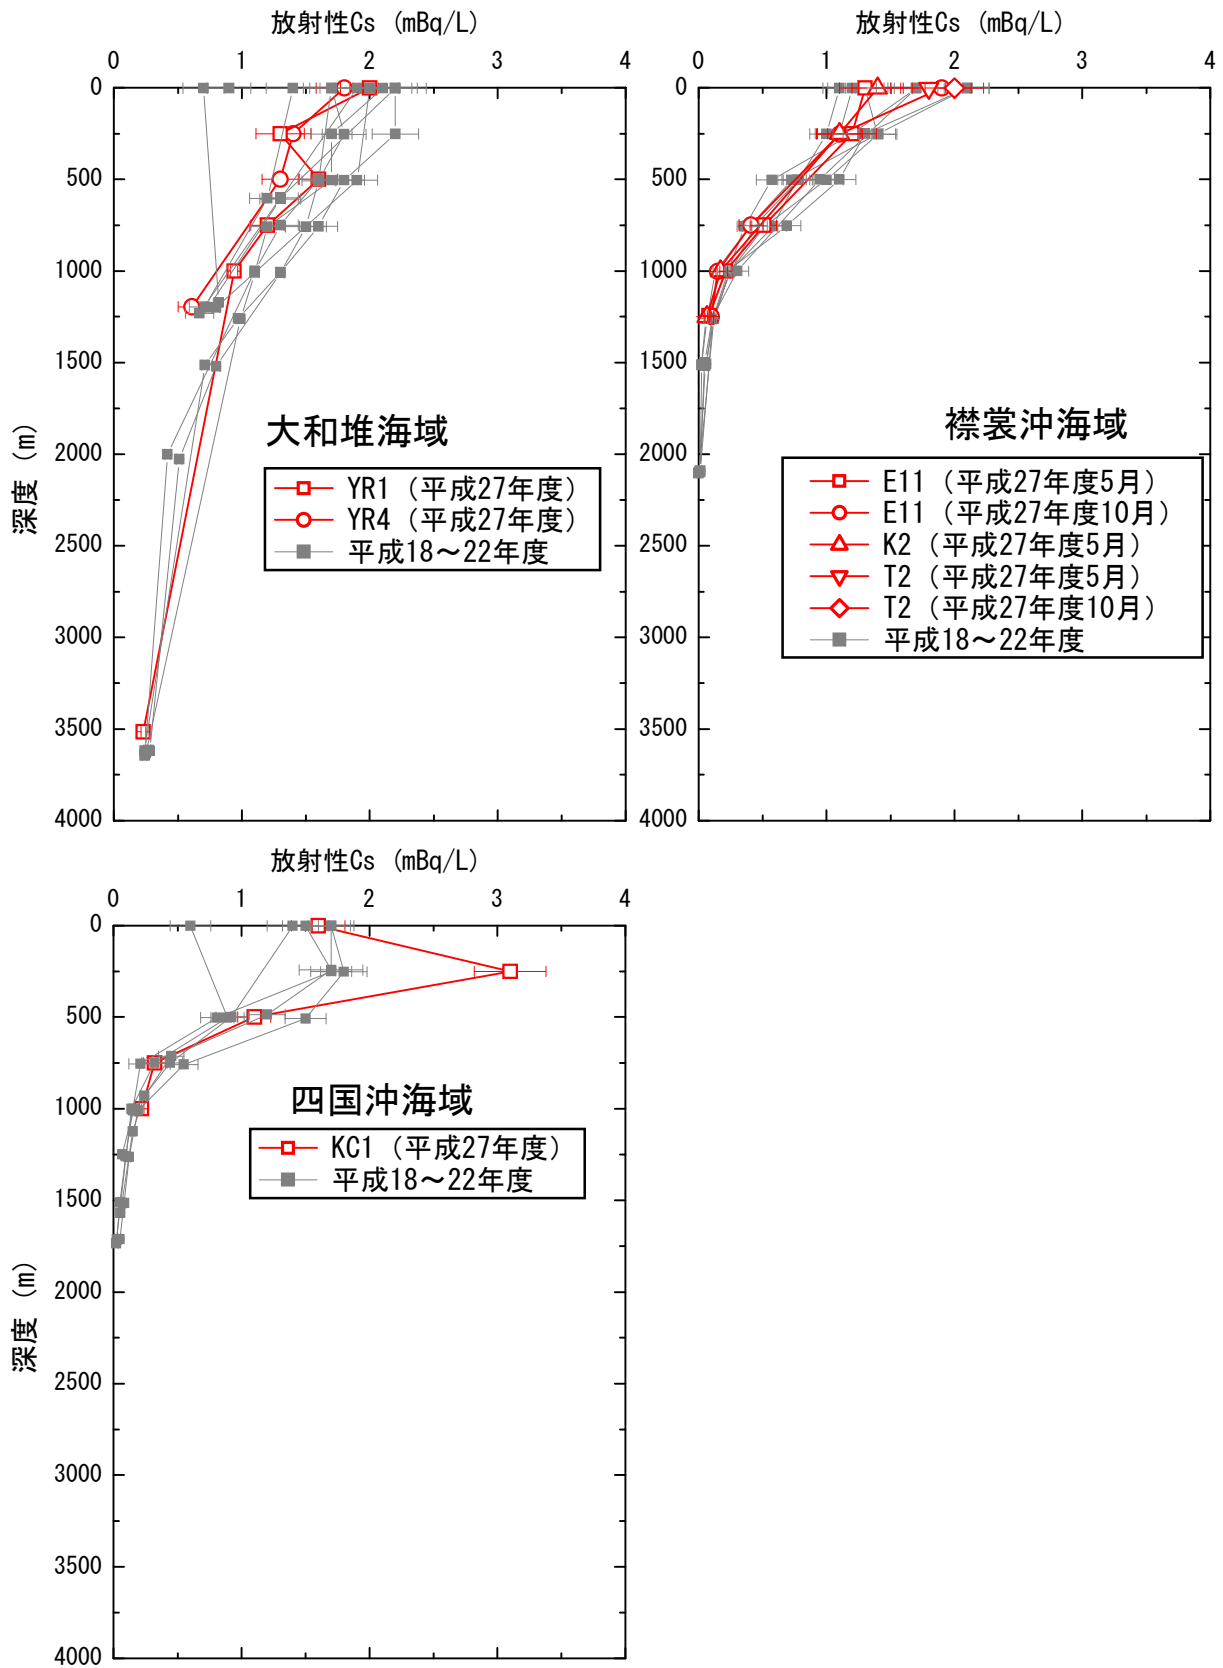 放射性Cs (mBq/L)
0 1 2 3 4
0
500
1000
1500
2000
2500
3000
3500
4000
深度 (m)
大和堆海域
YR1 (平成27年度)
YR4 (平成27年度)
平成18～22年度
放射性Cs (mBq/L)
0 1 2 3 4
0
500
1000
1500
2000
2500
3000
3500
4000
襟裳沖海域
E11 (平成27年度5月)
E11 (平成27年度10月)
K2 (平成27年度5月)
T2 (平成27年度5月)
T2 (平成27年度10月)
平成18～22年度
放射性Cs (mBq/L)
0 1 2 3 4
0
500
1000
1500
2000
2500
3000
3500
4000
深度 (m)
四国沖海域
KC1 (平成27年度)
平成18～22年度